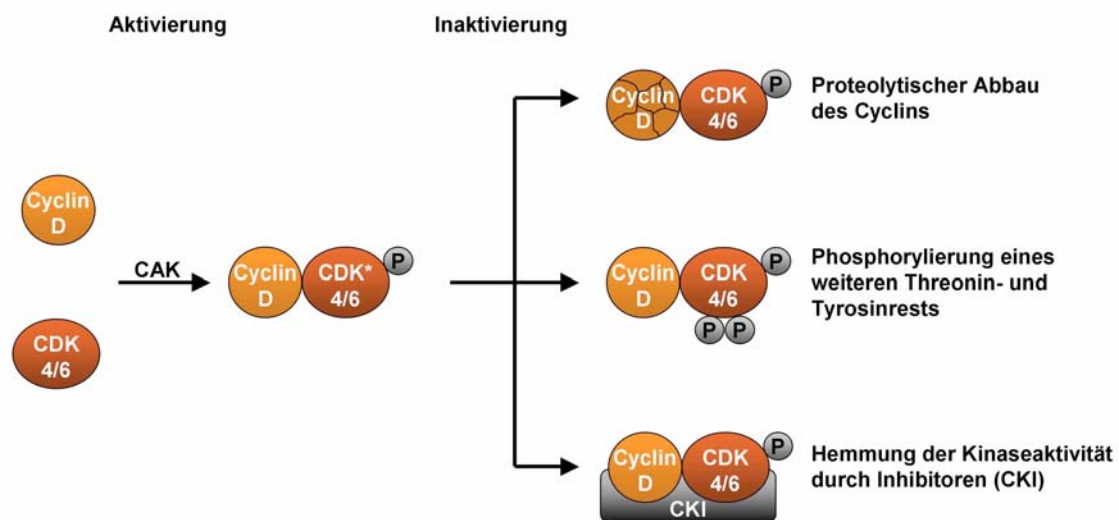 Aktivierung
Inaktivierung
Cyclin
D
CDK
4/6
CAK
Cyclin
D
CDK*
4/6
P
Cyclin
D
CDK
4/6
P
Proteolytischer Abbau
des Cyclins
Cyclin
D
CDK
4/6
P
P
P
Phosphorylierung eines
weiteren Threonin- und
Tyrosinrests
Cyclin
D
CDK
4/6
P
CKI
Hemmung der Kinaseaktivität
durch Inhibitoren (CKI)